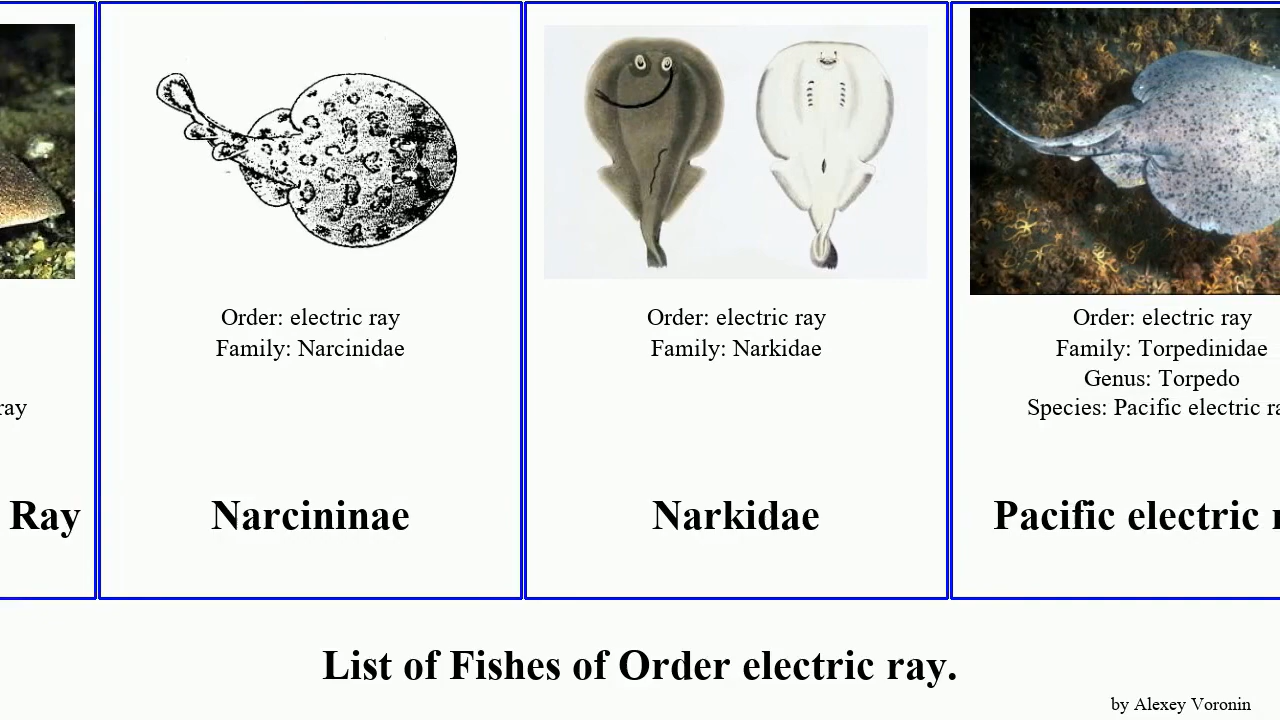 ray
Ray
Order: electric ray
Family: Narcinidae
Narcininae
Order: electric ray
Family: Narkidae
Narkidae
Order: electric ray
Family: Torpedinidae
Genus: Torpedo
Species: Pacific electric
Pacific electric
List of Fishes of Order electric ray.
by Alexey Voronin